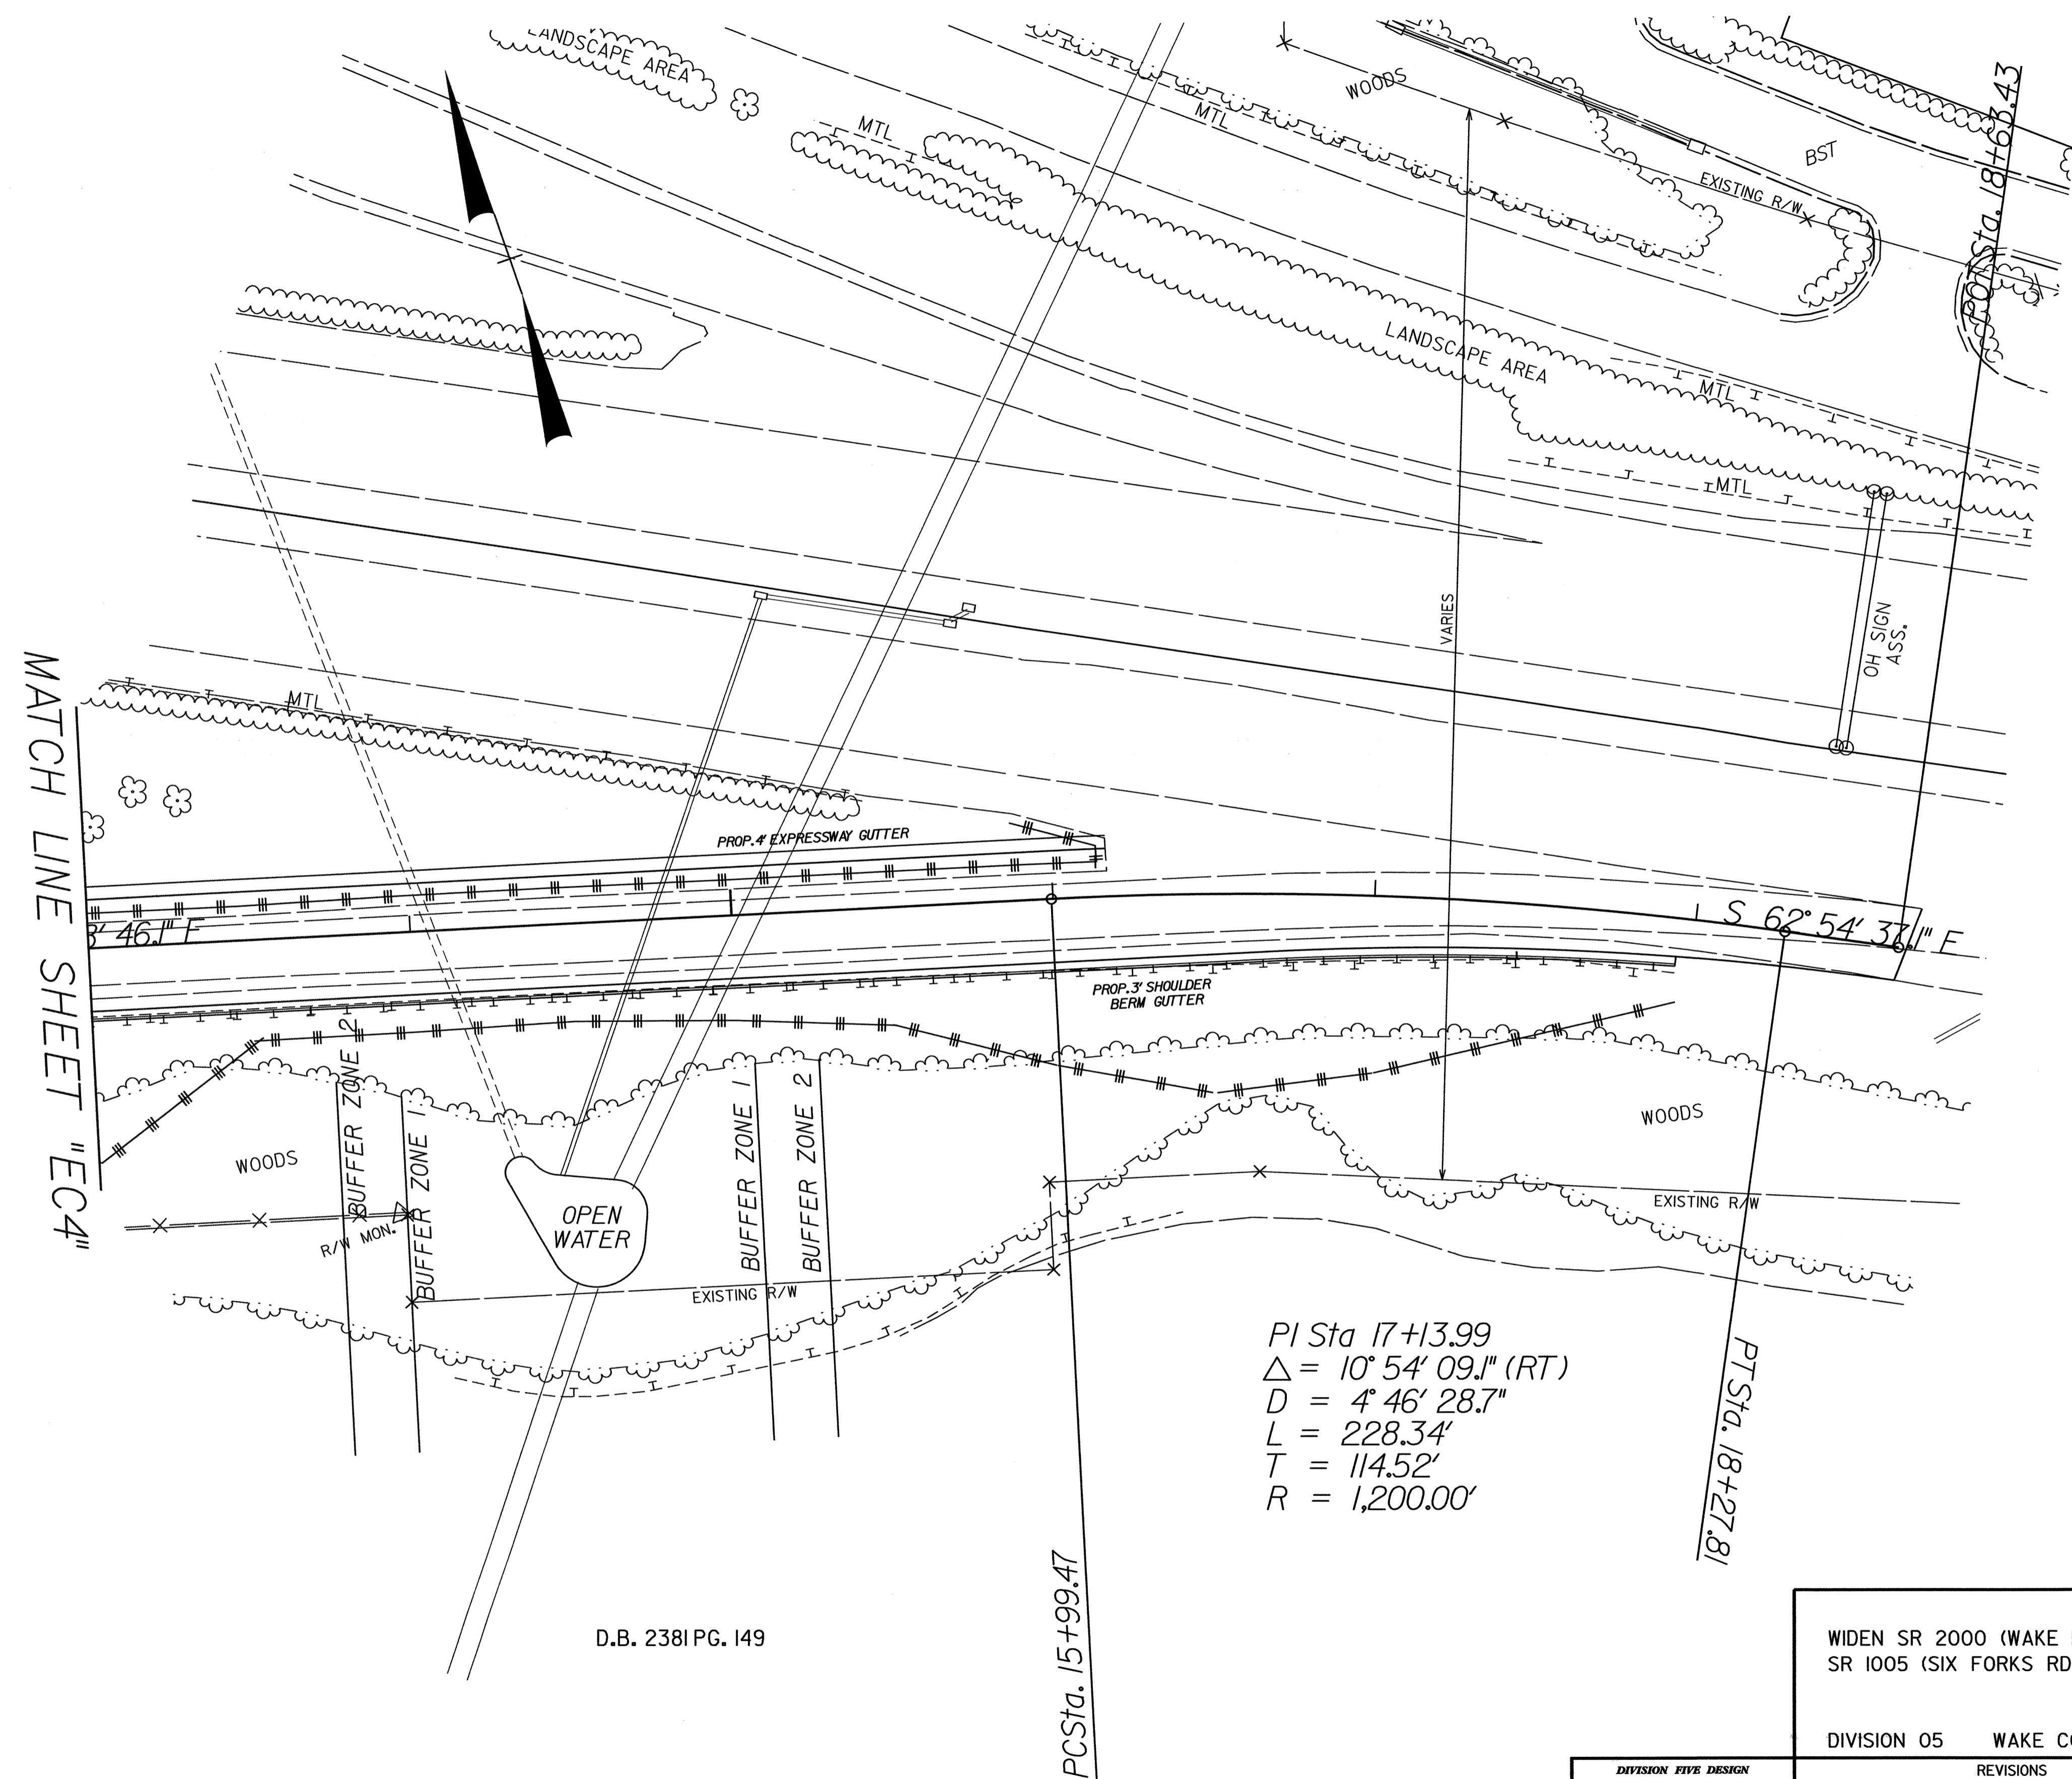 LANDSCAPE AREA
MTL
MTL
WOODS
EXISTING R/W
BST
POT Sta. 18+63.43
LANDSCAPE AREA
MTL
MTL
VARIES
OH SIGN
ASS.
MATCH LINE SHEET "EC4"
MTL
PROP. 4' EXPRESSWAY GUTTER
46.1" E
S 62° 54' 37.1" E
PROP. 3' SHOULDER
BERM GUTTER
BUFFER ZONE 2
BUFFER ZONE 1
BUFFER ZONE 1
BUFFER ZONE 2
WOODS
WOODS
R/W MON.
OPEN
WATER
EXISTING R/W
EXISTING R/W
PI Sta 17+13.99
△ = 10° 54' 09.1" (RT)
D = 4° 46' 28.7"
L = 228.34'
T = 114.52'
R = 1,200.00'
PT Sta. 18+27.81
PC Sta. 15+99.47
D.B. 2381 PG. 149
WIDEN SR 2000 (WAKE
SR 1005 (SIX FORKS RD
DIVISION 05 WAKE
DIVISION FIVE DESIGN
REVISIONS